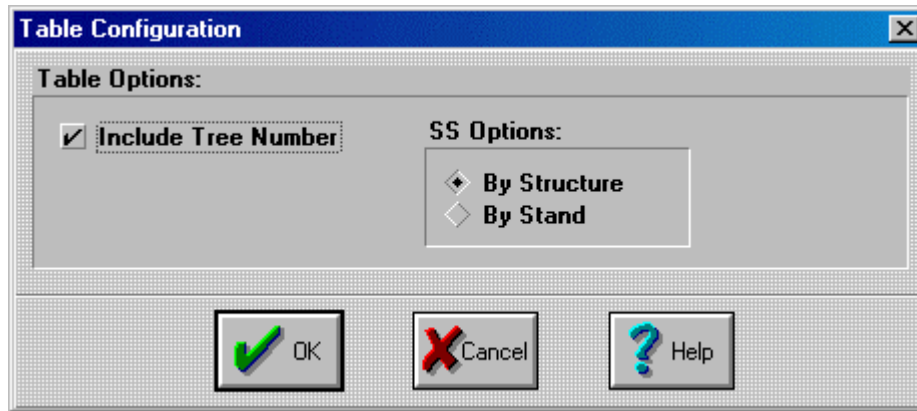 Table Configuration
Table Options:
Include Tree Number
SS Options:
By Structure
By Stand
OK
Cancel
Help